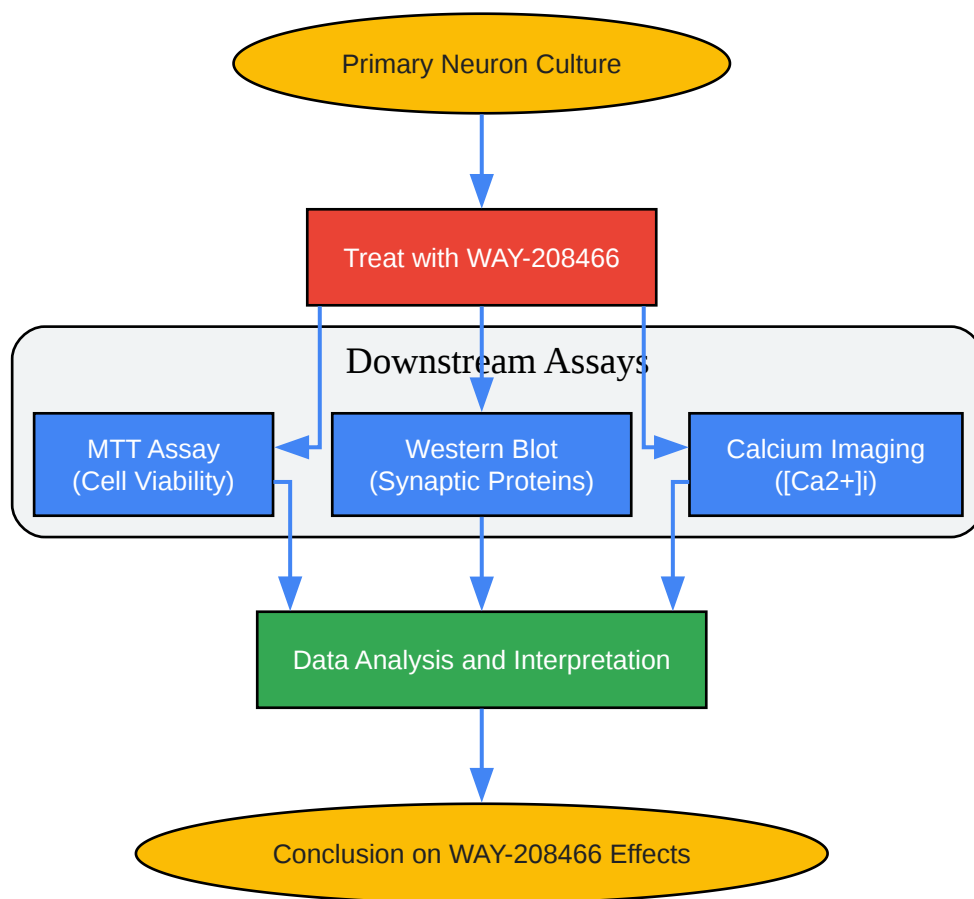 Primary Neuron Culture
Treat with WAY-208466
Downstream Assays
MTT Assay
(Cell Viability)
Western Blot
(Synaptic Proteins)
Calcium Imaging
([Ca2+]i)
Data Analysis and Interpretation
Conclusion on WAY-208466 Effects